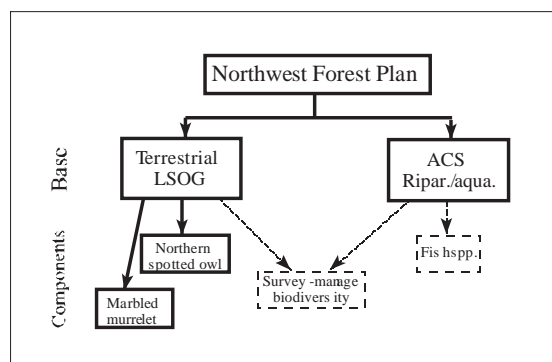 Northwest Forest Plan
Terrestrial
LSOG
ACS
Ripar./aqua.
Basc
Northern
spotted owl
Fis hspp.
Survey -mange
biodivers ity
Marbled
murrelet
Components